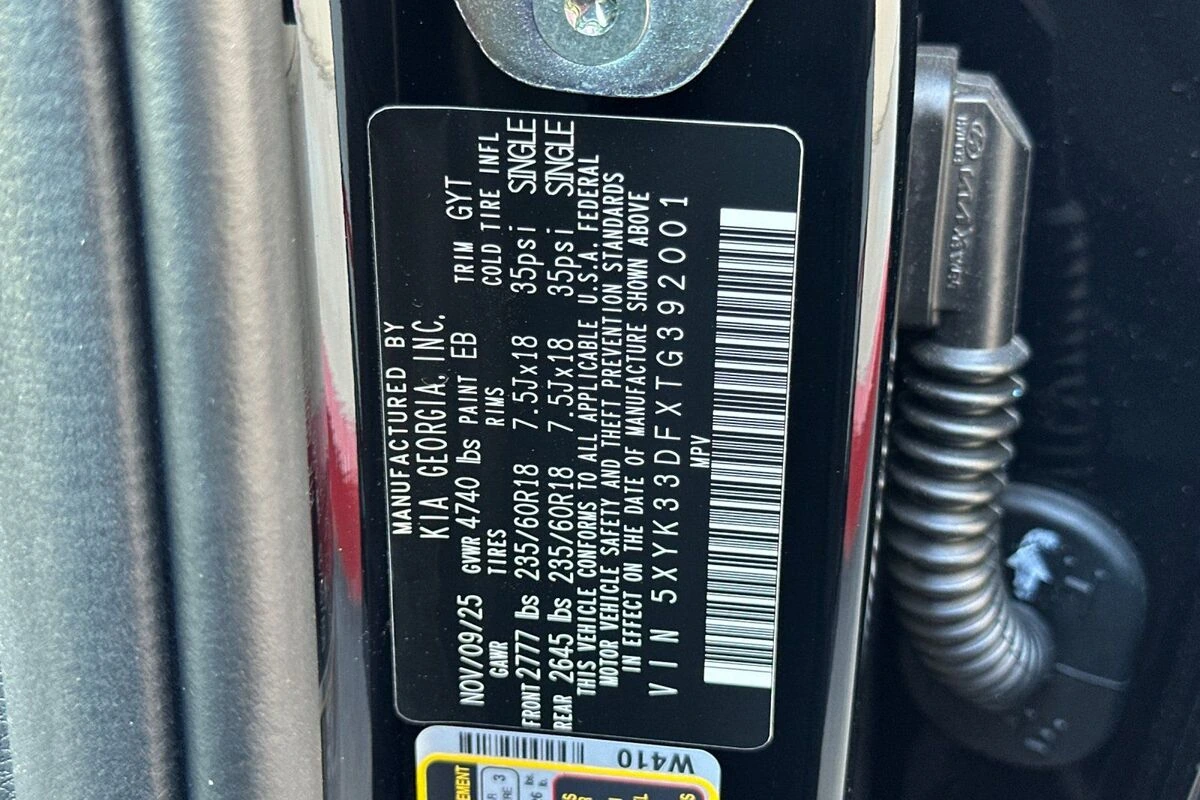 MANUFACTURED BY
KIA GEORGIA, INC.
NOV/09/25 GVWR 4740 lbs PAINT EB TRIM GYT
GAWR TIRES RIMS COLD TIRE INFL
FRONT 2777 lbs 235/60R18 7.5Jx18 35psi SINGLE
REAR 2645 lbs 235/60R18 7.5Jx18 35psi SINGLE
THIS VEHICLE CONFORMS TO ALL APPLICABLE U.S.A. FEDERAL
MOTOR VEHICLE SAFETY AND THEFT PREVENTION STANDARDS
IN EFFECT ON THE DATE OF MANUFACTURE SHOWN ABOVE
VIN 5XYK33DFXTG392001
MPV
W410